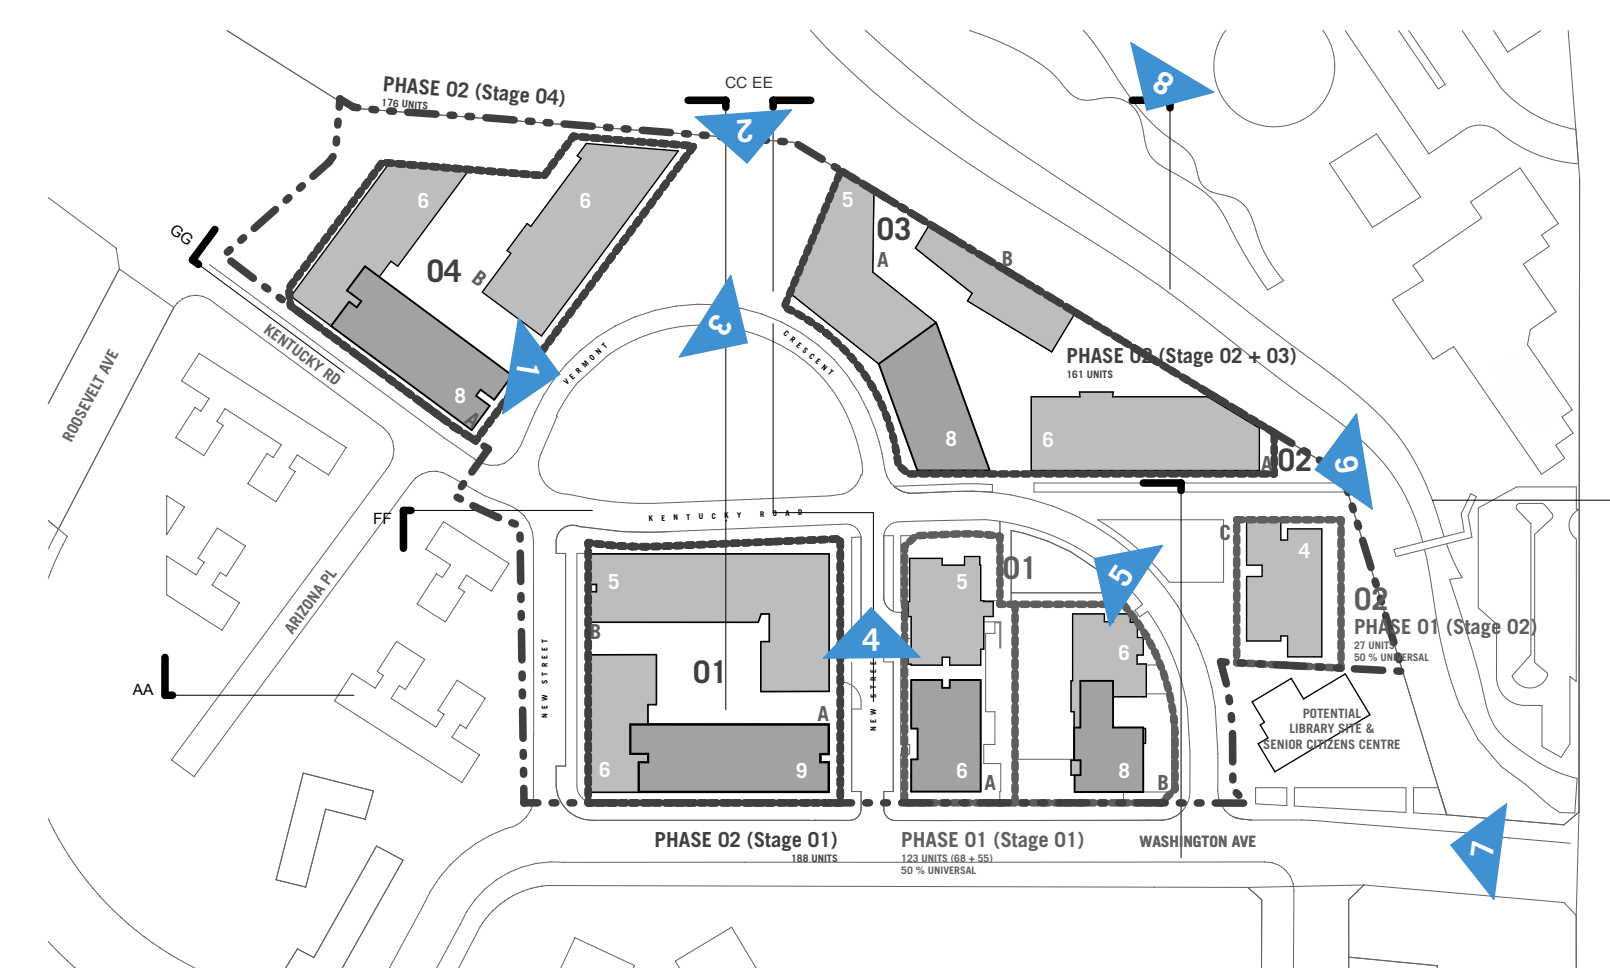 CC EE
PHASE 02 (Stage 04)
176 UNITS
8
2
6
6
5
03
A
B
GG
04
B
3
KENTUCKY RD
VERMONT
CRESCENT
PHASE 02 (Stage 02 + 03)
161 UNITS
1
ROOSEVELT AVE
8
A
8
6
A
02
9
FF
KENTUCKY ROAD
C
4
5
B
5
01
5
ARIZONA PL
02
PHASE 01 (Stage 02)
27 UNITS
50 % UNIVERSAL
4
6
NEW STREET
01
NEW STREET
AA
A
POTENTIAL
LIBRARY SITE &
SENIOR CITIZENS CENTRE
6
9
6
A
8
B
PHASE 02 (Stage 01)
188 UNITS
PHASE 01 (Stage 01)
123 UNITS (68 + 55)
50 % UNIVERSAL
WASHINGTON AVE
7